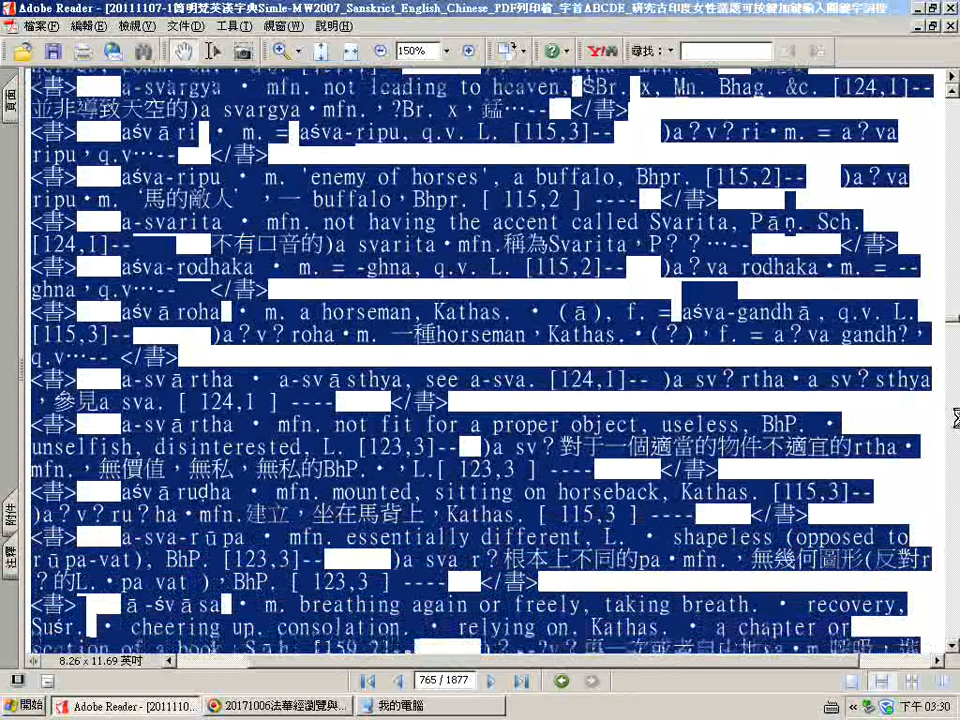 Adobe Reader - [20111107-1簡明梵英漢字典Simle-MW2007_Sanskrict_English_Chinese_PDF列印檔_字首ABCDE_研究古印度女性議題可按快加鍵輸入關鍵字詞搜
檔案(F) 編輯(E) 檢視(V) 文件(D) 工具(T) 視窗(W) 說明(H)
150% Y! 尋找:
頁面
<書> a-svargya • mfn. not leading to heaven, ŚBr. x, Mn. Bhag. &c. [124,1]--
並非導致天空的)a svargya•mfn. ,?Br. x,錳…-- </書>
<書> aśvāri • m. = aśva-ripu, q.v. L. [115,3]-- )a?v?ri•m. = a?va
ripu,q.v…-- </書>
<書> aśva-ripu • m. 'enemy of horses', a buffalo, Bhpr. [115,2]-- )a?va
ripu•m. ‘馬的敵人’,一 buffalo,Bhpr. [ 115,2 ] ---- </書>
<書> a-svarita • mfn. not having the accent called Svarita, Pāṇ. Sch.
[124,1]-- 不有口音的)a svarita•mfn.稱為Svarita,P??…-- </書>
<書> aśva-rodhaka • m. = -ghna, q.v. L. [115,2]-- )a?va rodhaka•m. = --
ghna,q.v…-- </書>
<書> aśvāroha • m. a horseman, Kathas. • (ā), f. = aśva-gandhā, q.v. L.
[115,3]-- )a?v?roha•m. 一種horseman,Kathas.•(?),f. = a?va gandh?,
q.v…-- </書>
<書> a-svārtha • a-svāsthya, see a-sva. [124,1]-- )a sv?rtha•a sv?sthya
,參見a sva. [ 124,1 ] ---- </書>
<書> a-svārtha • mfn. not fit for a proper object, useless, BhP. •
unselfish, disinterested, L. [123,3]-- )a sv?對于一個適當的物件不適宜的rtha•
mfn.,無價值,無私,無私的BhP.•,L.[ 123,3 ] ---- </書>
<書> aśvāruḍha • mfn. mounted, sitting on horseback, Kathas. [115,3]--
)a?v?ru?ha•mfn.建立,坐在馬背上,Kathas. [ 115,3 ] ---- </書>
<書> a-sva-rūpa • mfn. essentially different, L. • shapeless (opposed to
rūpa-vat), BhP. [123,3]-- )a sva r?根本上不同的pa•mfn.,無幾何圖形(反對r
?的L.•pa vat ),BhP. [ 123,3 ] ---- </書>
<書> ā-śvāsa • m. breathing again or freely, taking breath. • recovery,
Suśr. • cheering up, consolation. • relying on, Kathas. • a chapter or
附件
注釋
8.26 x 11.69 英吋
765 / 1877
開始 Adobe Reader - [2011110... 20171006法華經瀏覽與... 我的電腦 下午 03:30